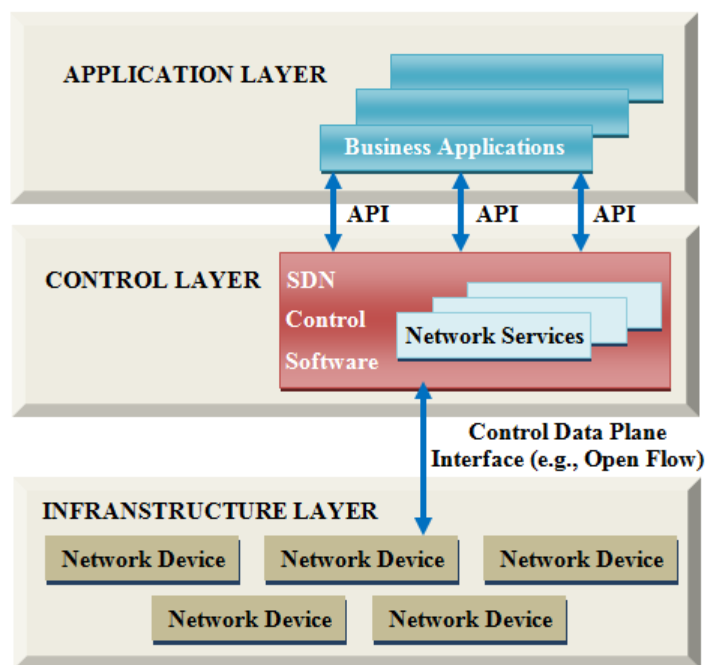 APPLICATION LAYER
Business Applications
API
API
API
CONTROL LAYER
SDN
Control
Software
Network Services
Control Data Plane
Interface (e.g., Open Flow)
INFRANSTRUCTURE LAYER
Network Device
Network Device
Network Device
Network Device
Network Device